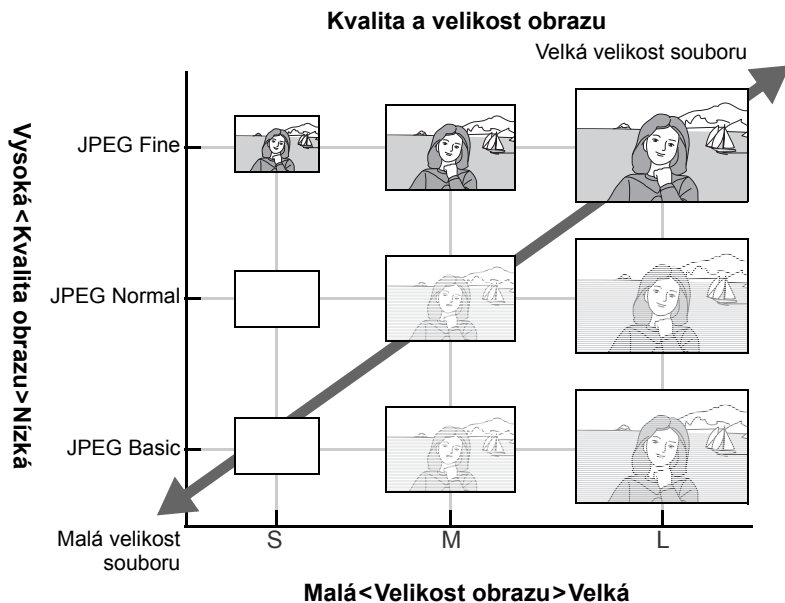 Kvalita a velikost obrazu
Velká velikost souboru
Vysoká<Kvalita obrazu>Nízká
JPEG Fine
JPEG Normal
JPEG Basic
Malá velikost
souboru
S
M
L
Malá<Velikost obrazu>Velká